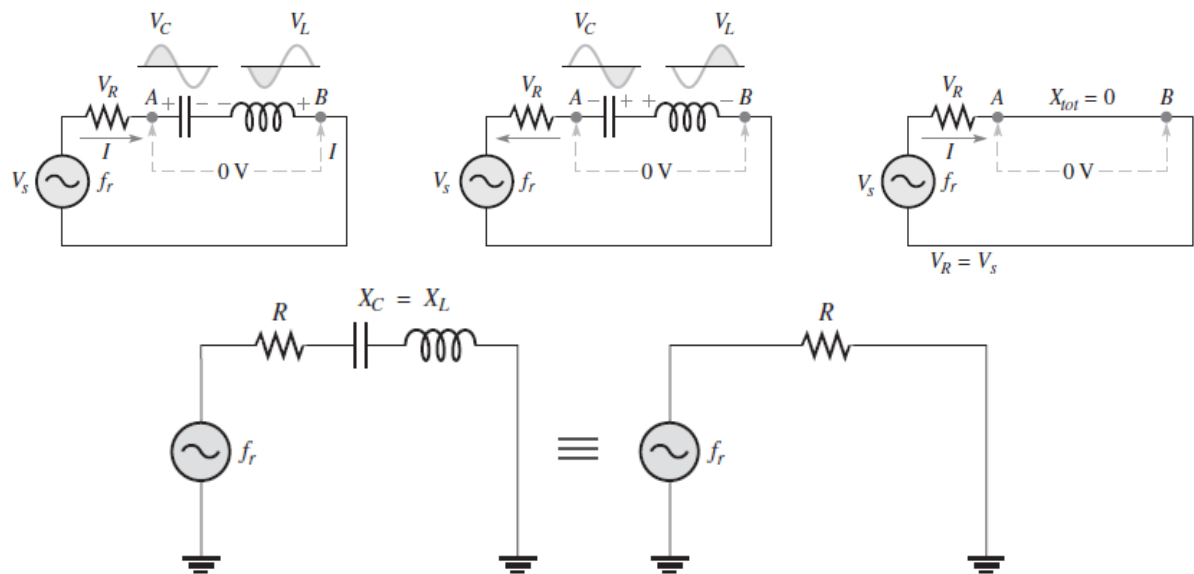 V_C V_L
V_R A + - - + B
I I
0 V
V_s f_r
V_C V_L
V_R A - + + - B
I
0 V
V_s f_r
V_R A X_tot = 0 B
I
0 V
V_s f_r
V_R = V_s
R X_C = X_L
f_r
≡
R
f_r